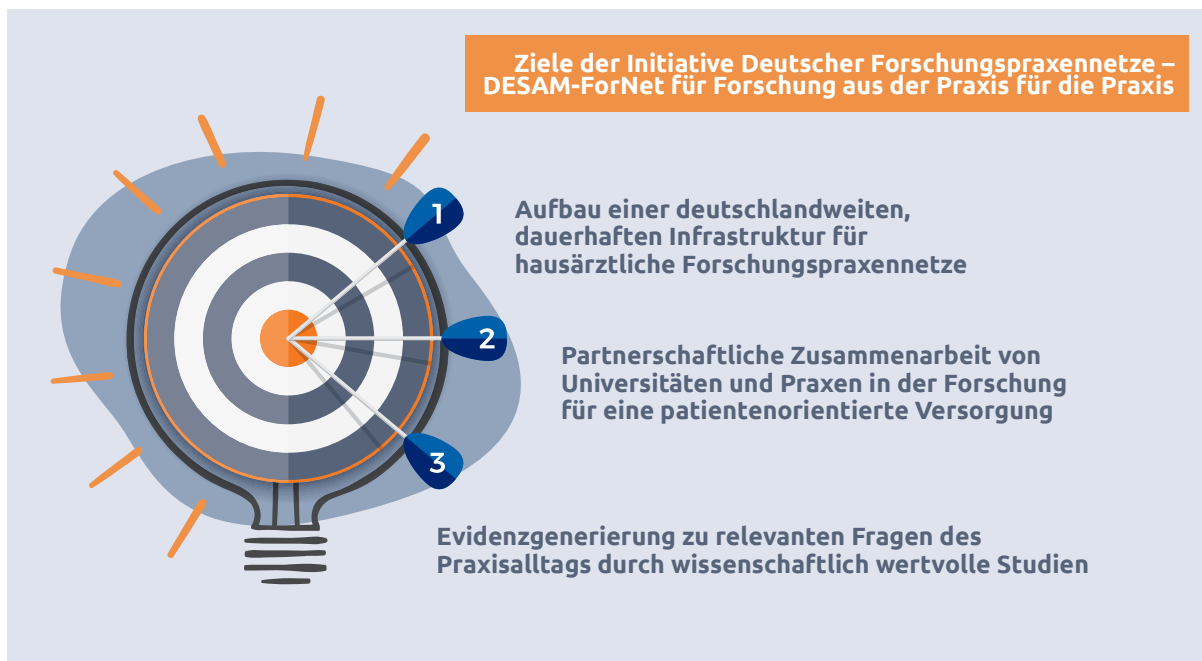 Ziele der Initiative Deutscher Forschungspraxennetze –
DESAM-ForNet für Forschung aus der Praxis für die Praxis
1
Aufbau einer deutschlandweiten,
dauerhaften Infrastruktur für
hausärztliche Forschungspraxennetze
2
Partnerschaftliche Zusammenarbeit von
Universitäten und Praxen in der Forschung
für eine patientenorientierte Versorgung
3
Evidenzgenerierung zu relevanten Fragen des
Praxisalltags durch wissenschaftlich wertvolle Studien